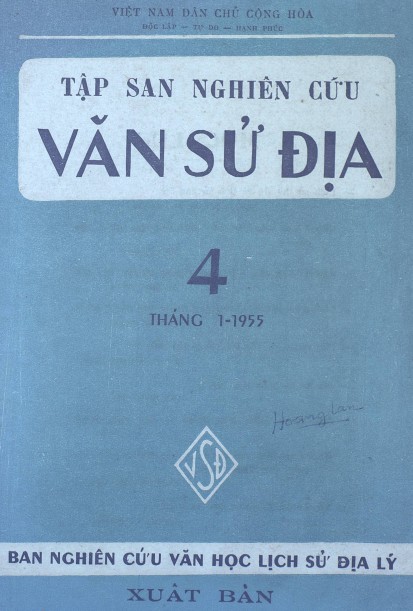 VIỆT NAM DÂN CHỦ CỘNG HÒA
ĐỘC LẬP — TỰ DO — HẠNH PHÚC
TẬP SAN NGHIÊN CỨU
VĂN SỬ ĐỊA
4
THÁNG 1-1955
Hoang Lan
VSĐ
BAN NGHIÊN CỨU VĂN HỌC LỊCH SỬ ĐỊA LÝ
XUẤT BẢN